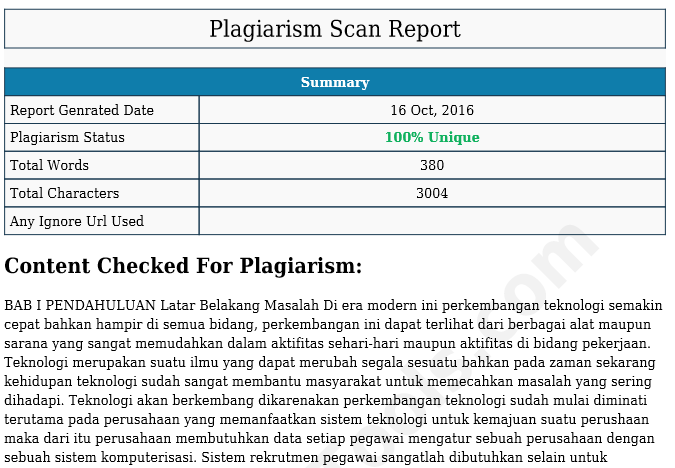 Plagiarism Scan Report
Summary
Report Genrated Date 16 Oct, 2016
Plagiarism Status 100% Unique
Total Words 380
Total Characters 3004
Any Ignore Url Used
Content Checked For Plagiarism:
BAB I PENDAHULUAN Latar Belakang Masalah Di era modern ini perkembangan teknologi semakin
cepat bahkan hampir di semua bidang, perkembangan ini dapat terlihat dari berbagai alat maupun
sarana yang sangat memudahkan dalam aktifitas sehari-hari maupun aktifitas di bidang pekerjaan.
Teknologi merupakan suatu ilmu yang dapat merubah segala sesuatu bahkan pada zaman sekarang
kehidupan teknologi sudah sangat membantu masyarakat untuk memecahkan masalah yang sering
dihadapi. Teknologi akan berkembang dikarenakan perkembangan teknologi sudah mulai diminati
terutama pada perusahaan yang memanfaatkan sistem teknologi untuk kemajuan suatu perushaan
maka dari itu perusahaan membutuhkan data setiap pegawai mengatur sebuah perusahaan dengan
sebuah sistem komputerisasi. Sistem rekrutmen pegawai sangatlah dibutuhkan selain untuk